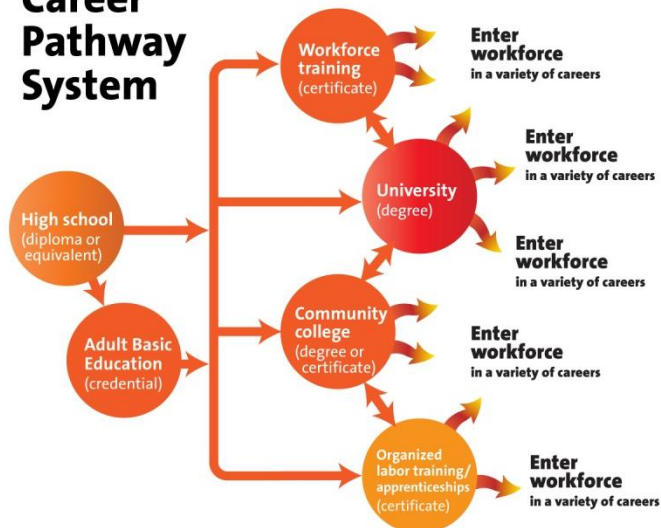 Career
Pathway
System
Workforce
training
(certificate)
Enter
workforce
in a variety of careers
University
(degree)
Enter
workforce
in a variety of careers
High school
(diploma or
equivalent)
Enter
workforce
in a variety of careers
Adult Basic
Education
(credential)
Community
college
(degree or
certificate)
Enter
workforce
in a variety of careers
Organized
labor training/
apprenticeships
(certificate)
Enter
workforce
in a variety of careers